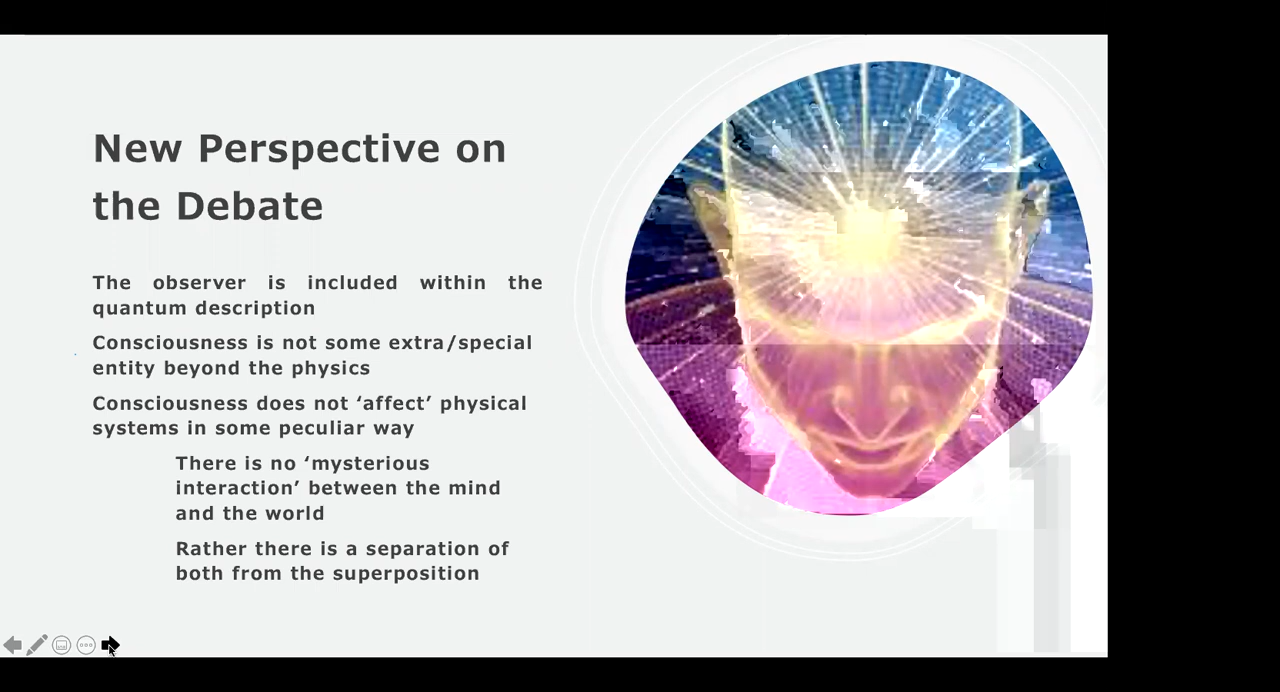 New Perspective on
the Debate
The observer is included within the
quantum description
Consciousness is not some extra/special
entity beyond the physics
Consciousness does not ‘affect’ physical
systems in some peculiar way
There is no ‘mysterious
interaction’ between the mind
and the world
Rather there is a separation of
both from the superposition